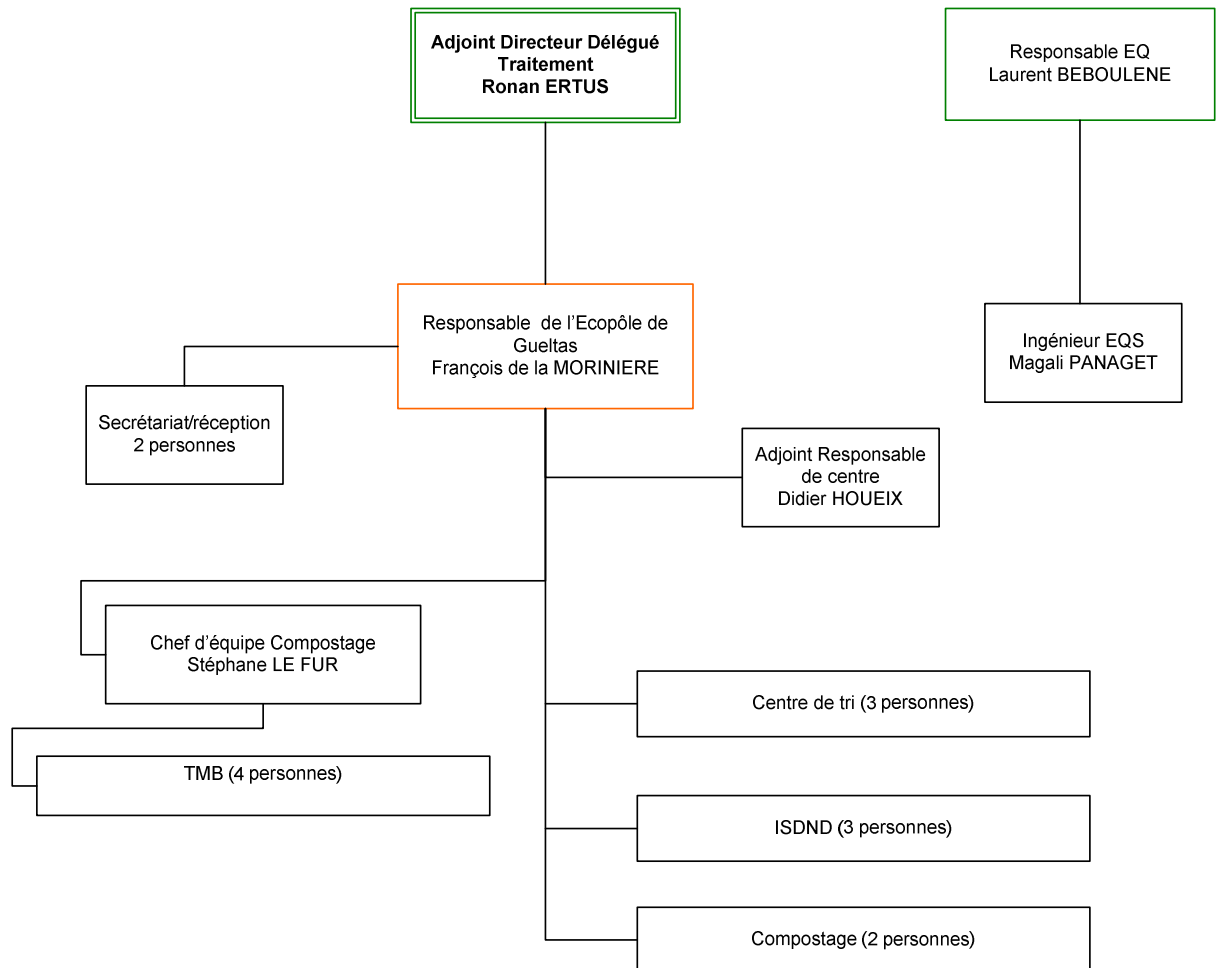 Adjoint Directeur Délégué
Traitement
Ronan ERTUS
Responsable EQ
Laurent BEBOULENE
Responsable de l'Ecopôle de
Gueltas
François de la MORINIERE
Ingénieur EQS
Magali PANAGET
Secrétariat/réception
2 personnes
Adjoint Responsable
de centre
Didier HOUEIX
Chef d'équipe Compostage
Stéphane LE FUR
TMB (4 personnes)
Centre de tri (3 personnes)
ISDND (3 personnes)
Compostage (2 personnes)